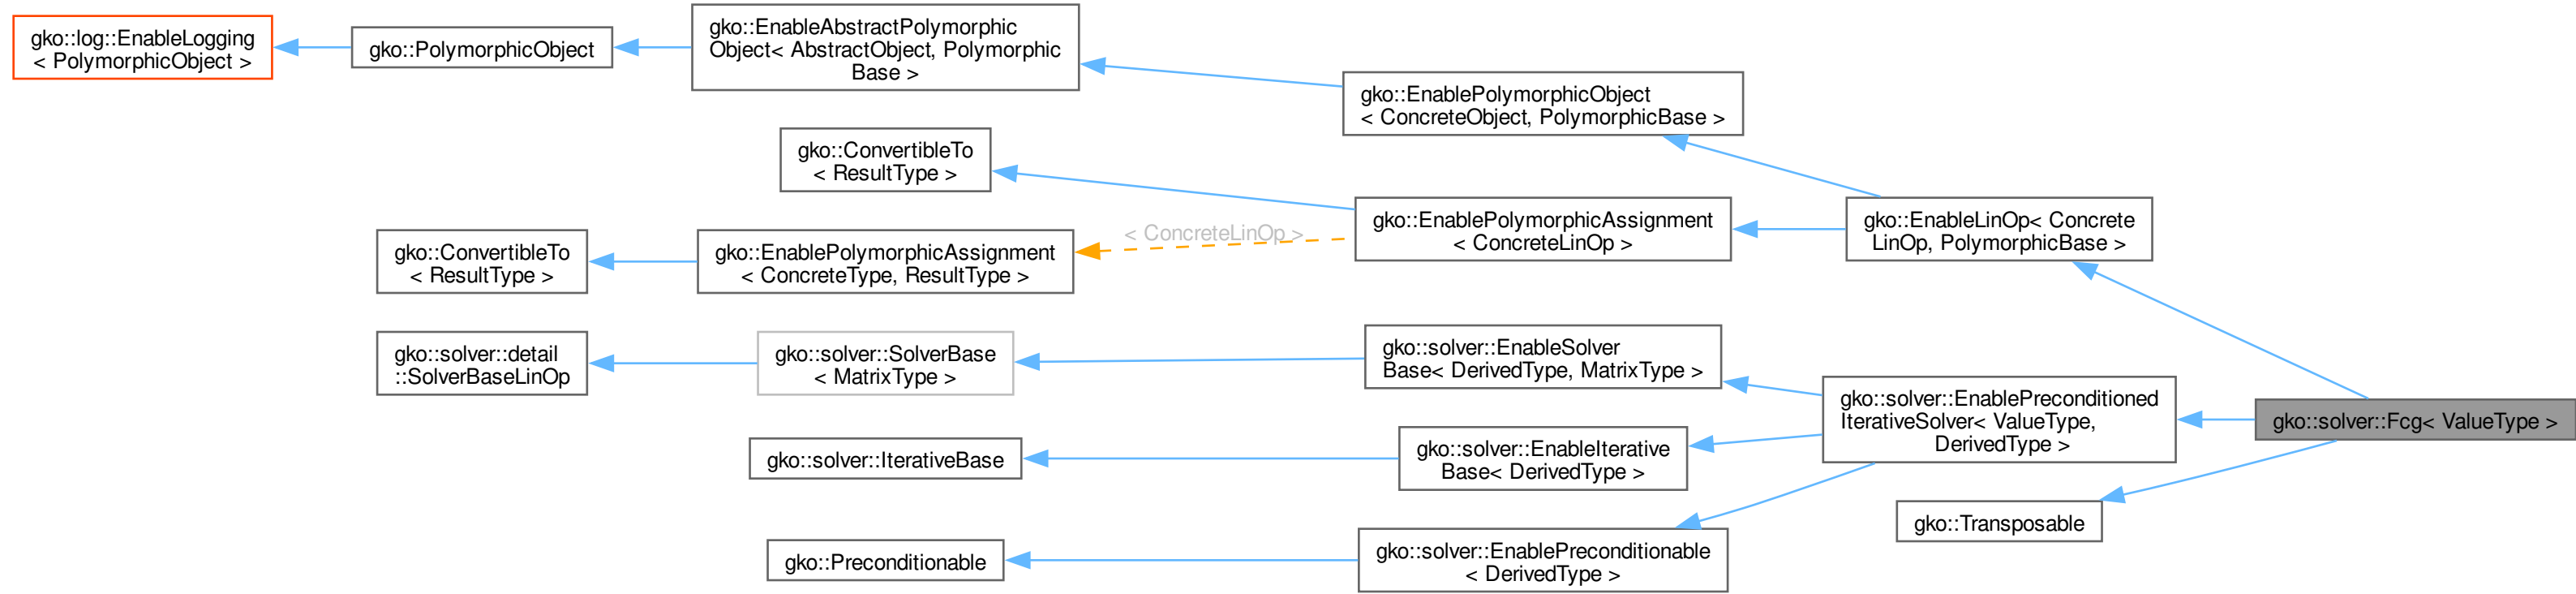 gko::log::EnableLogging
< PolymorphicObject >
gko::PolymorphicObject
gko::EnableAbstractPolymorphic
Object< AbstractObject, Polymorphic
Base >
gko::EnablePolymorphicObject
< ConcreteObject, PolymorphicBase >
gko::ConvertibleTo
< ResultType >
gko::EnablePolymorphicAssignment
< ConcreteLinOp >
gko::EnableLinOp< Concrete
LinOp, PolymorphicBase >
< ConcreteLinOp >
gko::ConvertibleTo
< ResultType >
gko::EnablePolymorphicAssignment
< ConcreteType, ResultType >
gko::solver::detail
::SolverBaseLinOp
gko::solver::SolverBase
< MatrixType >
gko::solver::EnableSolver
Base< DerivedType, MatrixType >
gko::solver::EnablePreconditioned
IterativeSolver< ValueType,
DerivedType >
gko::solver::Fcg< ValueType >
gko::solver::IterativeBase
gko::solver::EnableIterative
Base< DerivedType >
gko::Transposable
gko::Preconditionable
gko::solver::EnablePreconditionable
< DerivedType >